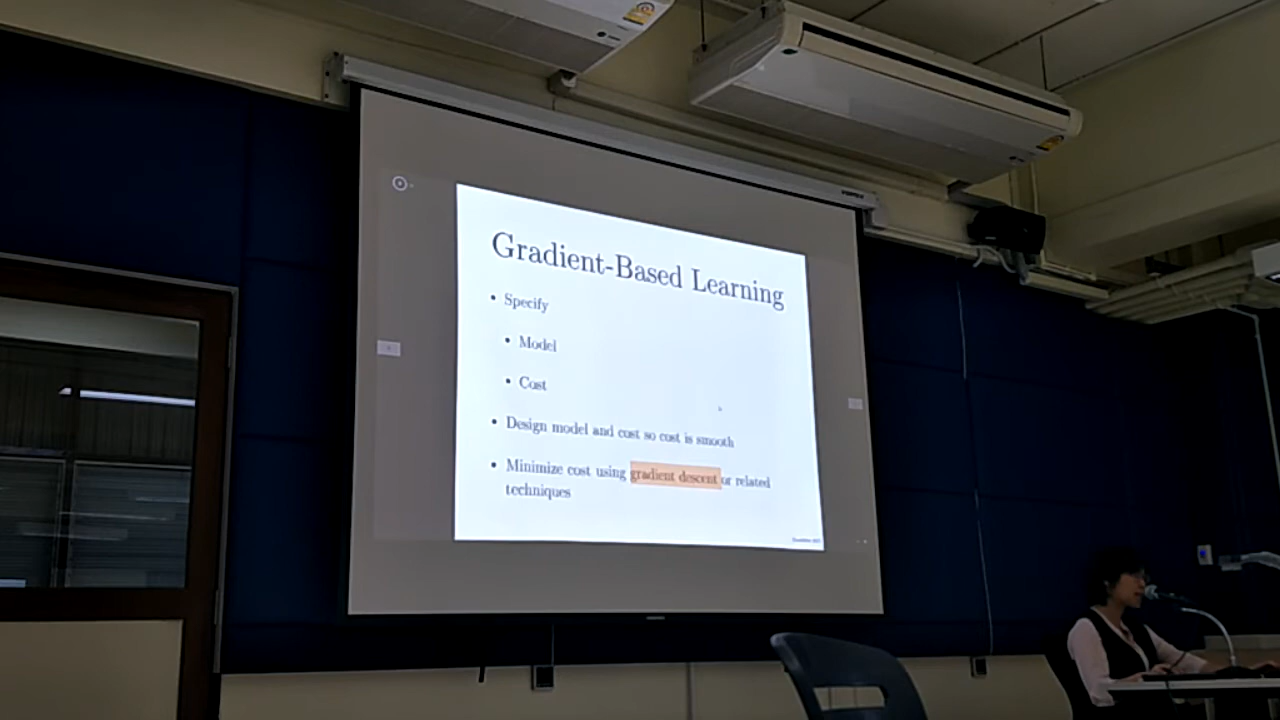 Gradient-Based Learning
• Specify
• Model
• Cost
• Design model and cost so cost is smooth
• Minimize cost using gradient descent or related
techniques